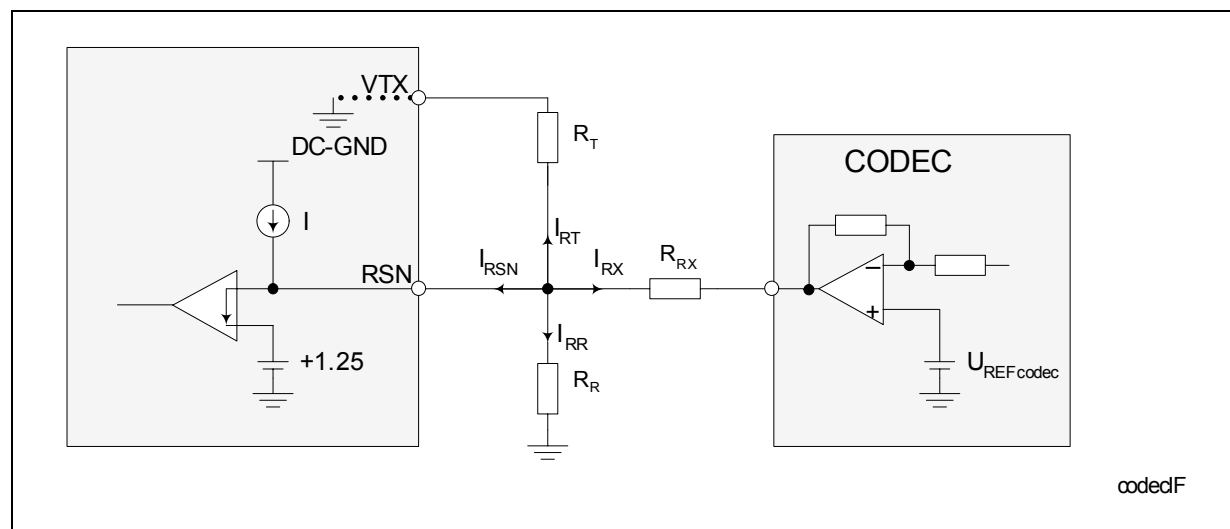 VTX
DC-GND
R_T
CODEC
I
I_RT
RSN
I_RSN
I_RX
R_RX
−
+
I_RR
+1.25
R_R
U_REFcodec
codecIF